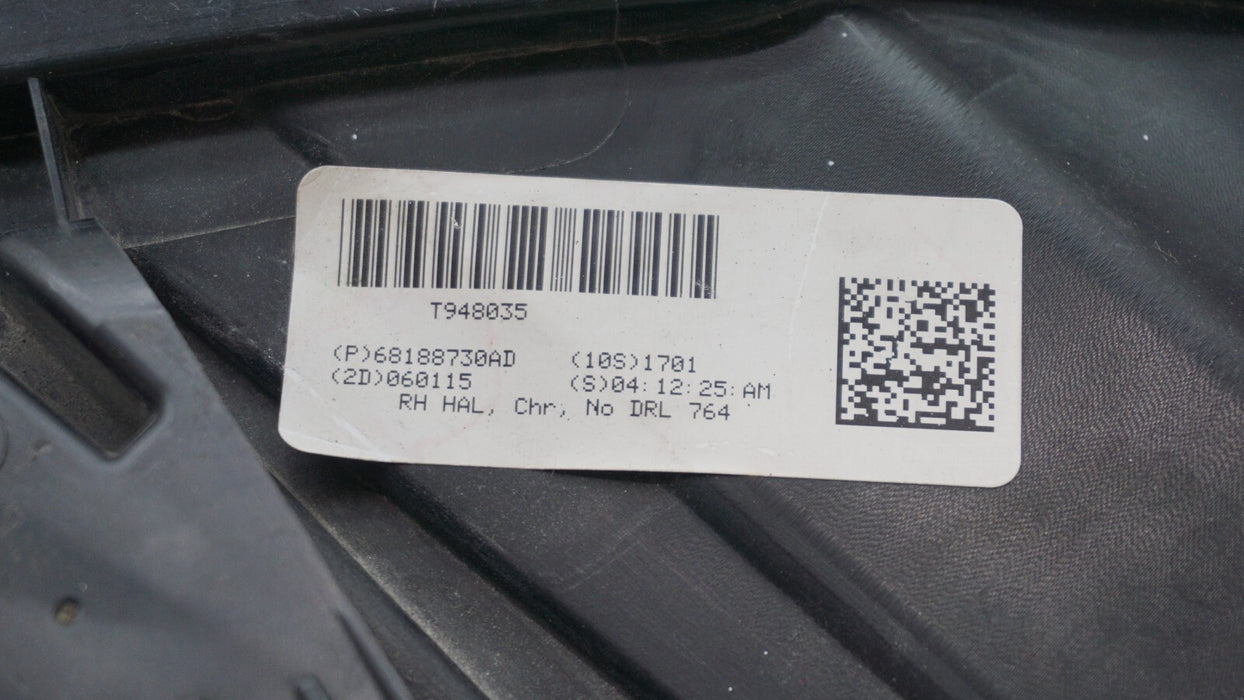 T948035
(P)68188730AD (10S)1701
(2D)060115 (S)04:12:25:AM
RH HAL, Chr, No DRL 764